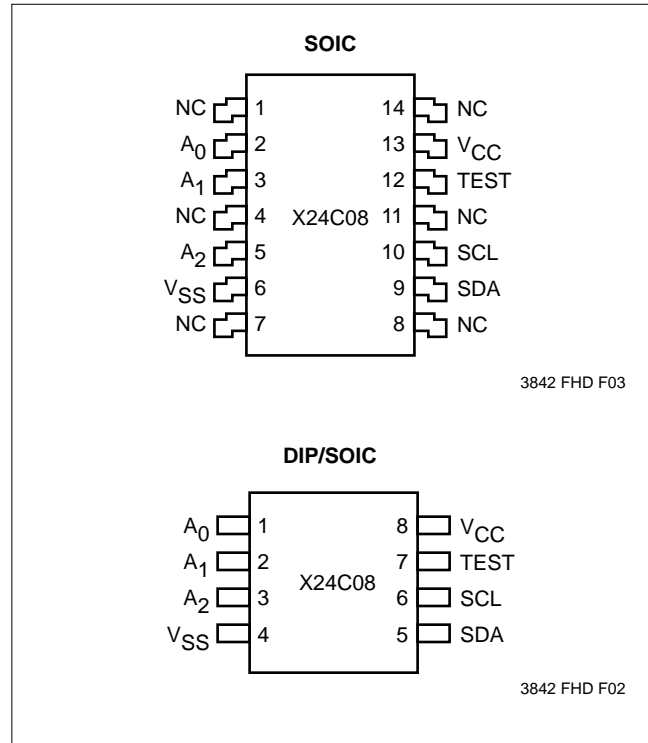 SOIC
NC 1 14 NC
A0 2 13 VCC
A1 3 12 TEST
NC 4 X24C08 11 NC
A2 5 10 SCL
VSS 6 9 SDA
NC 7 8 NC
3842 FHD F03
DIP/SOIC
A0 1 8 VCC
A1 2 7 TEST
X24C08
A2 3 6 SCL
VSS 4 5 SDA
3842 FHD F02